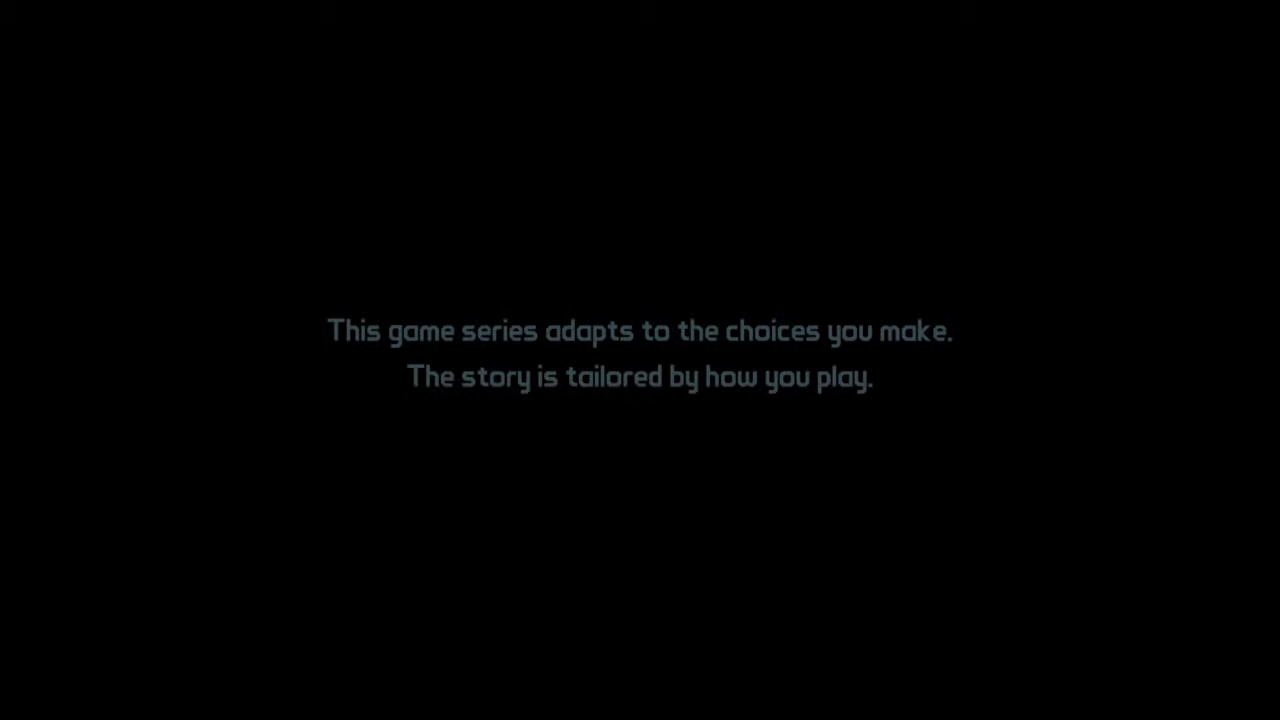 This game series adapts to the choices you make.
The story is tailored by how you play.